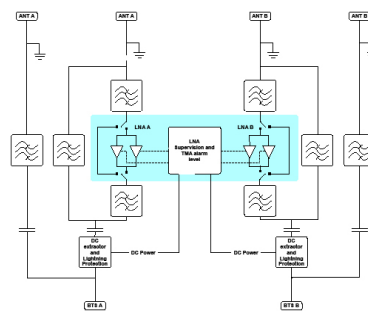 ANT A
ANT B
ANT B
LNA A
LNA
Supervision and
TMA alarm
level
LNA B
DC
extractor
and
Lightning
Protection
DC Power
DC Power
DC
extractor
and
Lightning
Protection
BTS A
BTS B